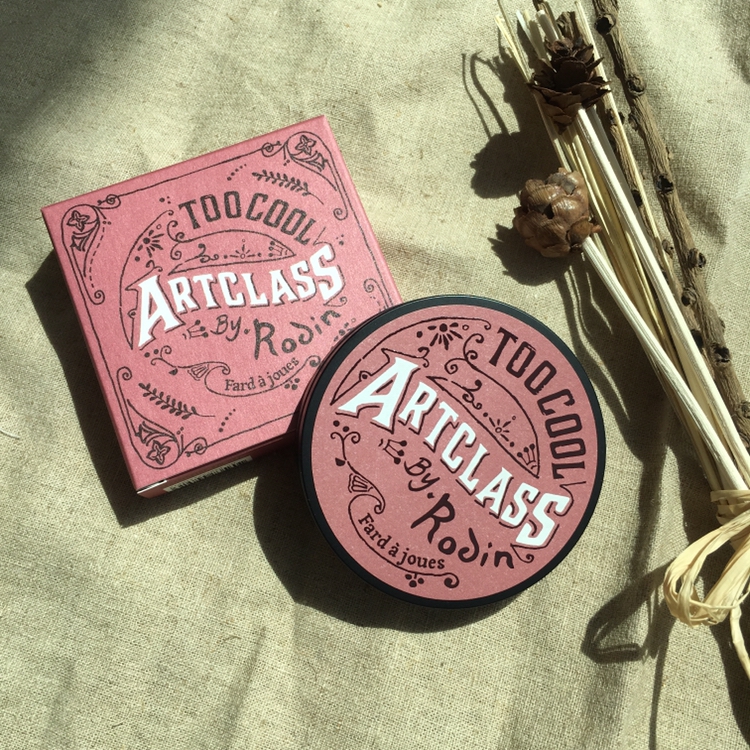 TOO COOL
ARTCLASS
By. Rodin
Fard à joues
TOO COOL
ARTCLASS
By. Rodin
Fard à joues